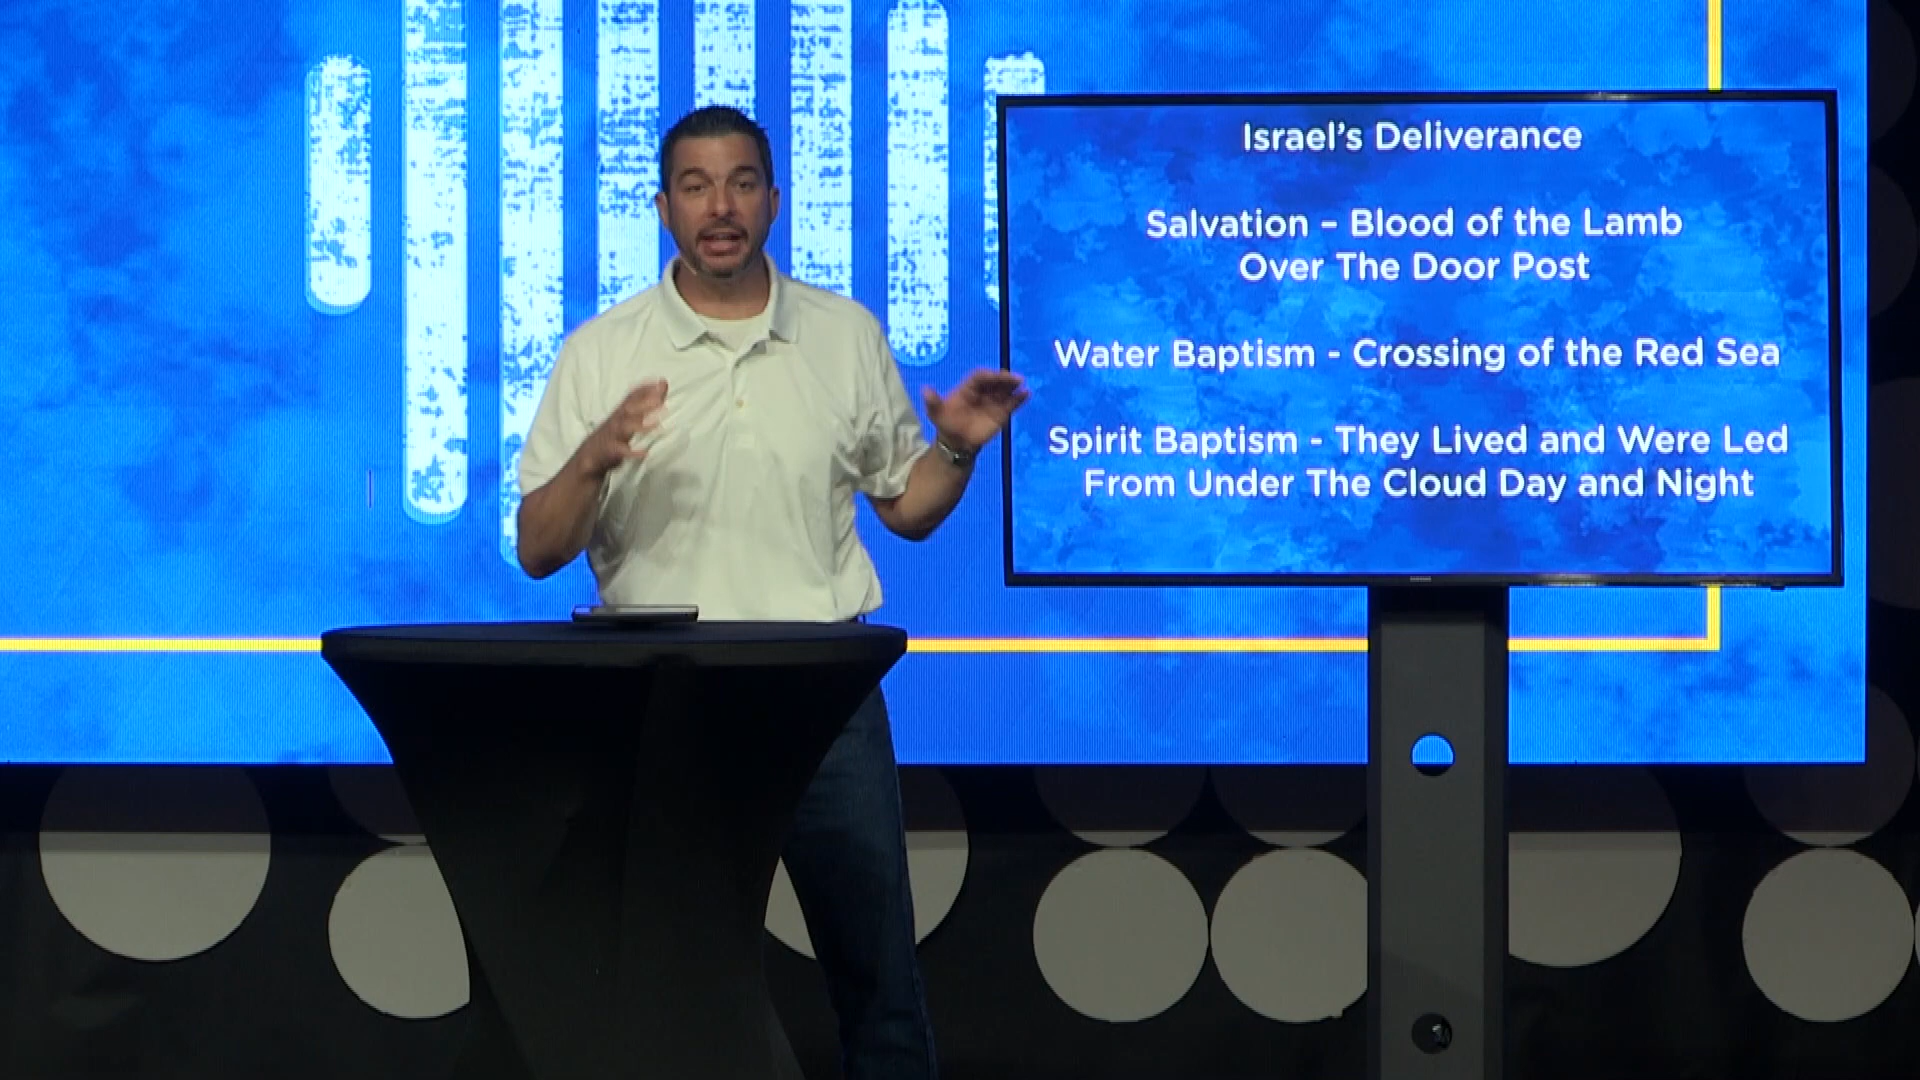 Israel’s Deliverance
Salvation – Blood of the Lamb
Over The Door Post
Water Baptism - Crossing of the Red Sea
Spirit Baptism - They Lived and Were Led
From Under The Cloud Day and Night